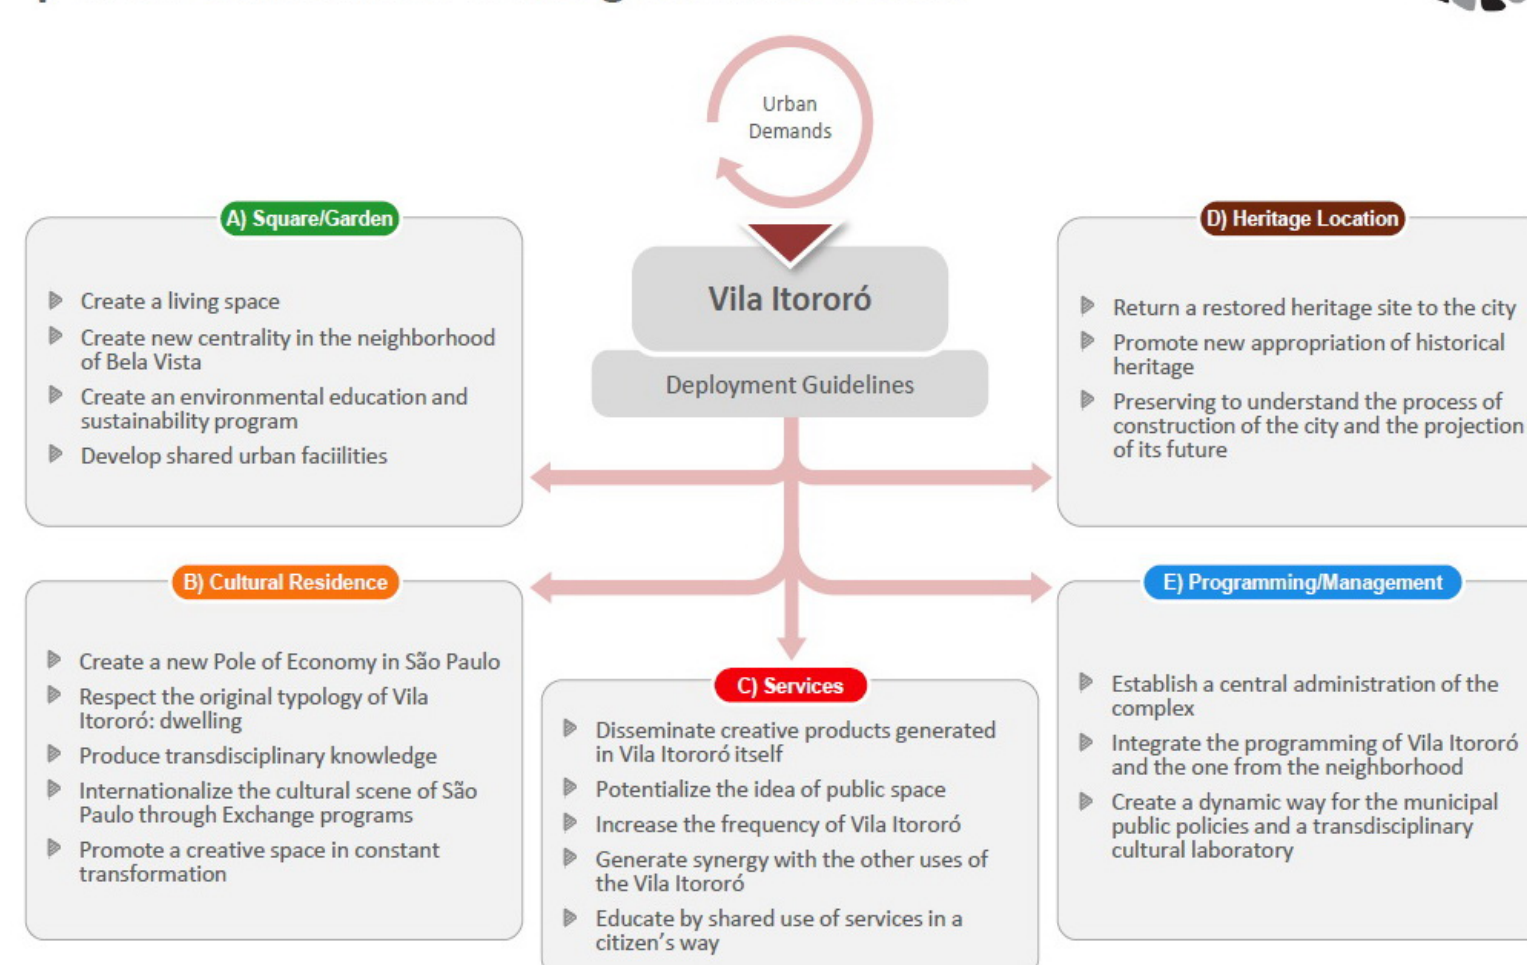 Urban
Demands
Vila Itororó
Deployment Guidelines
A) Square/Garden
Create a living space
Create new centrality in the neighborhood
of Bela Vista
Create an environmental education and
sustainability program
Develop shared urban faciilities
B) Cultural Residence
Create a new Pole of Economy in São Paulo
Respect the original typology of Vila
Itororó: dwelling
Produce transdisciplinary knowledge
Internationalize the cultural scene of São
Paulo through Exchange programs
Promote a creative space in constant
transformation
C) Services
Disseminate creative products generated
in Vila Itororó itself
Potentialize the idea of public space
Increase the frequency of Vila Itororó
Generate synergy with the other uses of
the Vila Itororó
Educate by shared use of services in a
citizen's way
D) Heritage Location
Return a restored heritage site to the city
Promote new appropriation of historical
heritage
Preserving to understand the process of
construction of the city and the projection
of its future
E) Programming/Management
Establish a central administration of the
complex
Integrate the programming of Vila Itororó
and the one from the neighborhood
Create a dynamic way for the municipal
public policies and a transdisciplinary
cultural laboratory